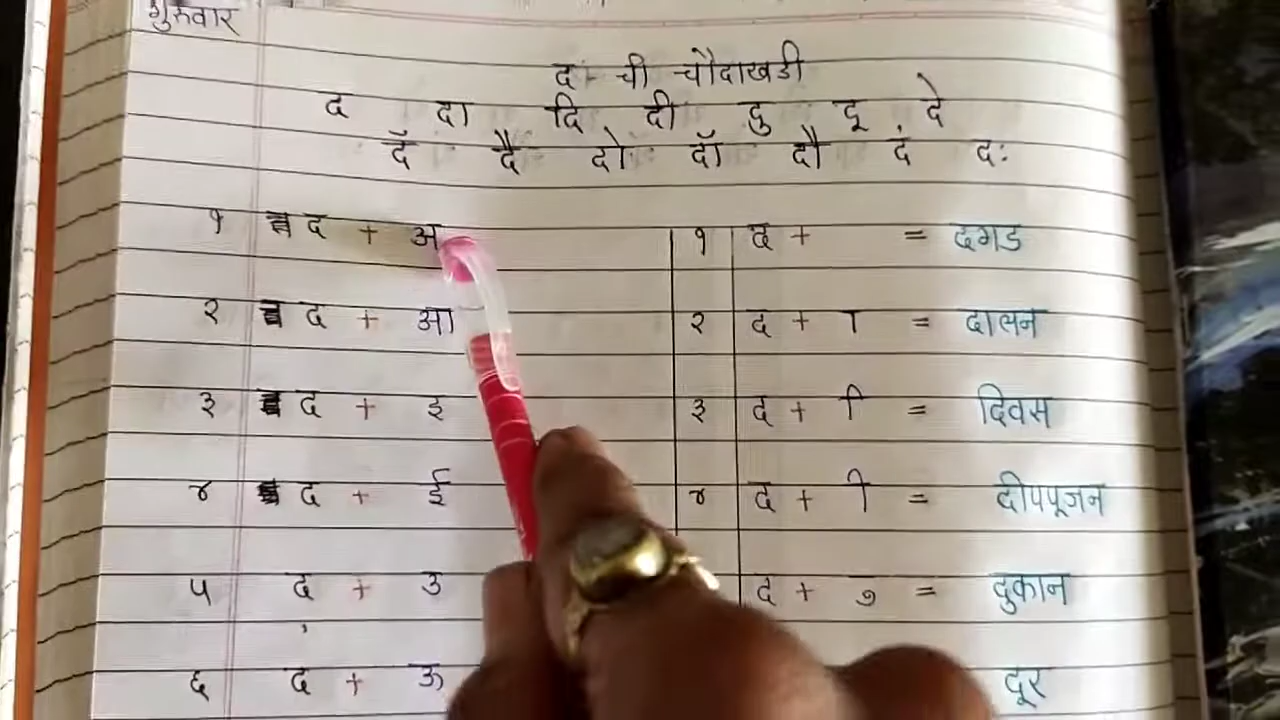 गुरुवार
द ची चौदाखडी
द दा दि दी दु दू दे
दॅ दै दो दॉ दौ दं दः
१ द + अ १ द + = दगड
२ द + आ २ द + ा = दालन
३ द + इ ३ द + ि = दिवस
४ द + ई ४ द + ी = दीपपूजन
५ द + उ द + ु = दुकान
६ द + ऊ दूर